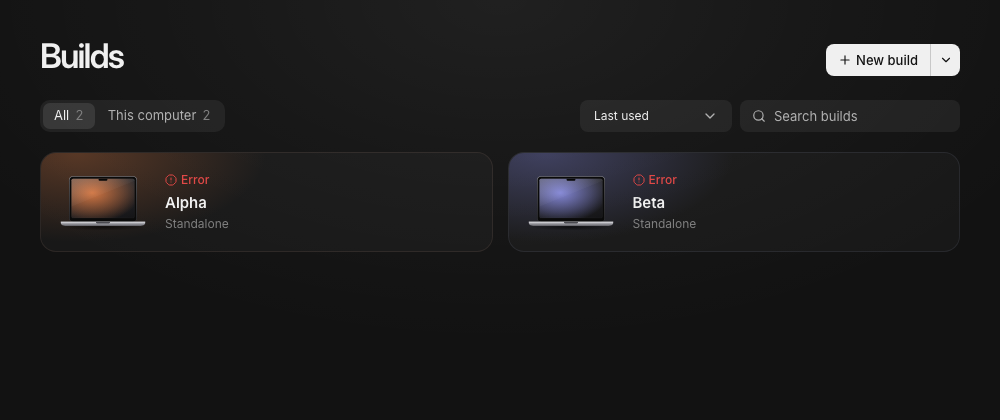 Builds
New build
All 2
This computer 2
Last used
Search builds
Error
Alpha
Standalone
Error
Beta
Standalone